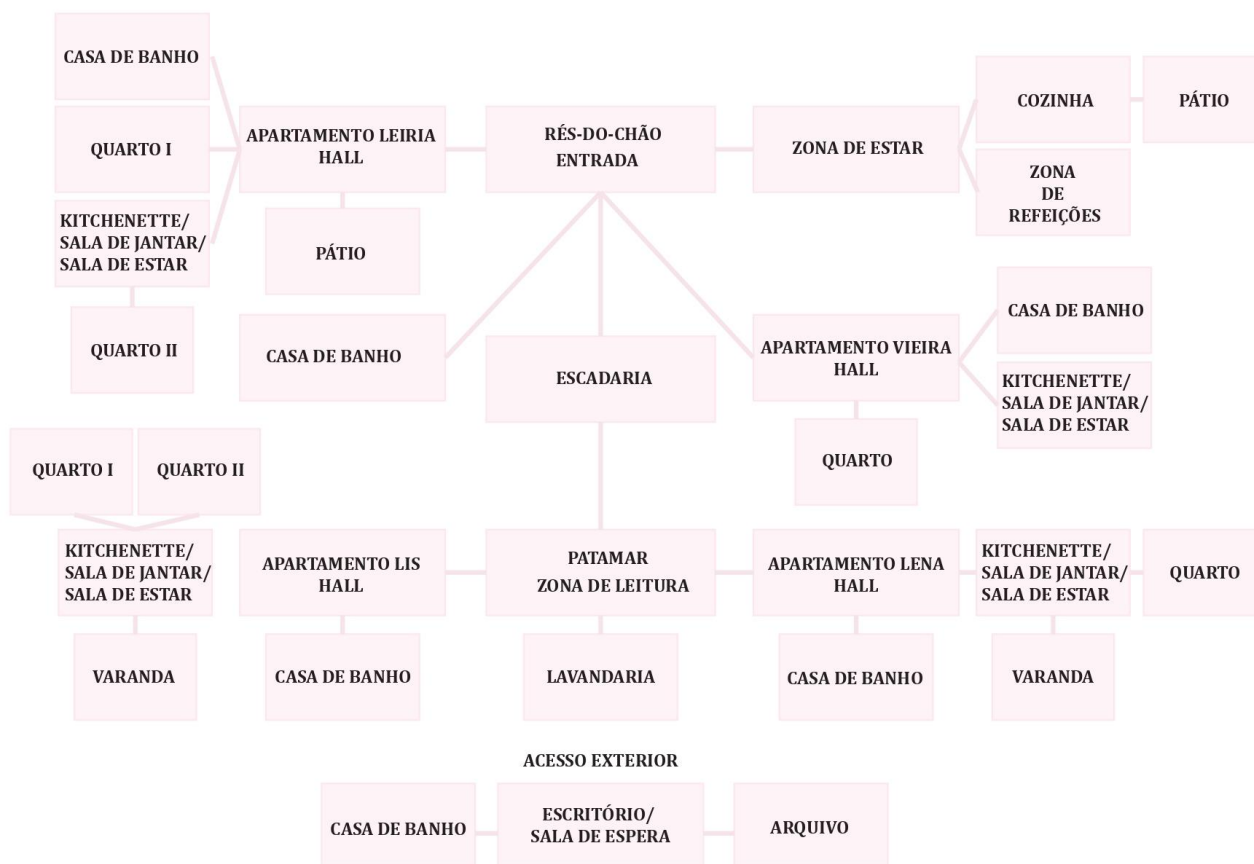 CASA DE BANHO
QUARTO I
KITCHENETTE/
SALA DE JANTAR/
SALA DE ESTAR
QUARTO II
APARTAMENTO LEIRIA
HALL
PÁTIO
RÉS-DO-CHÃO
ENTRADA
ZONA DE ESTAR
COZINHA
PÁTIO
ZONA
DE
REFEIÇÕES
CASA DE BANHO
ESCADARIA
APARTAMENTO VIEIRA
HALL
CASA DE BANHO
KITCHENETTE/
SALA DE JANTAR/
SALA DE ESTAR
QUARTO
QUARTO I
QUARTO II
KITCHENETTE/
SALA DE JANTAR/
SALA DE ESTAR
VARANDA
APARTAMENTO LIS
HALL
CASA DE BANHO
PATAMAR
ZONA DE LEITURA
LAVANDARIA
APARTAMENTO LENA
HALL
CASA DE BANHO
KITCHENETTE/
SALA DE JANTAR/
SALA DE ESTAR
QUARTO
VARANDA
ACESSO EXTERIOR
CASA DE BANHO
ESCRITÓRIO/
SALA DE ESPERA
ARQUIVO